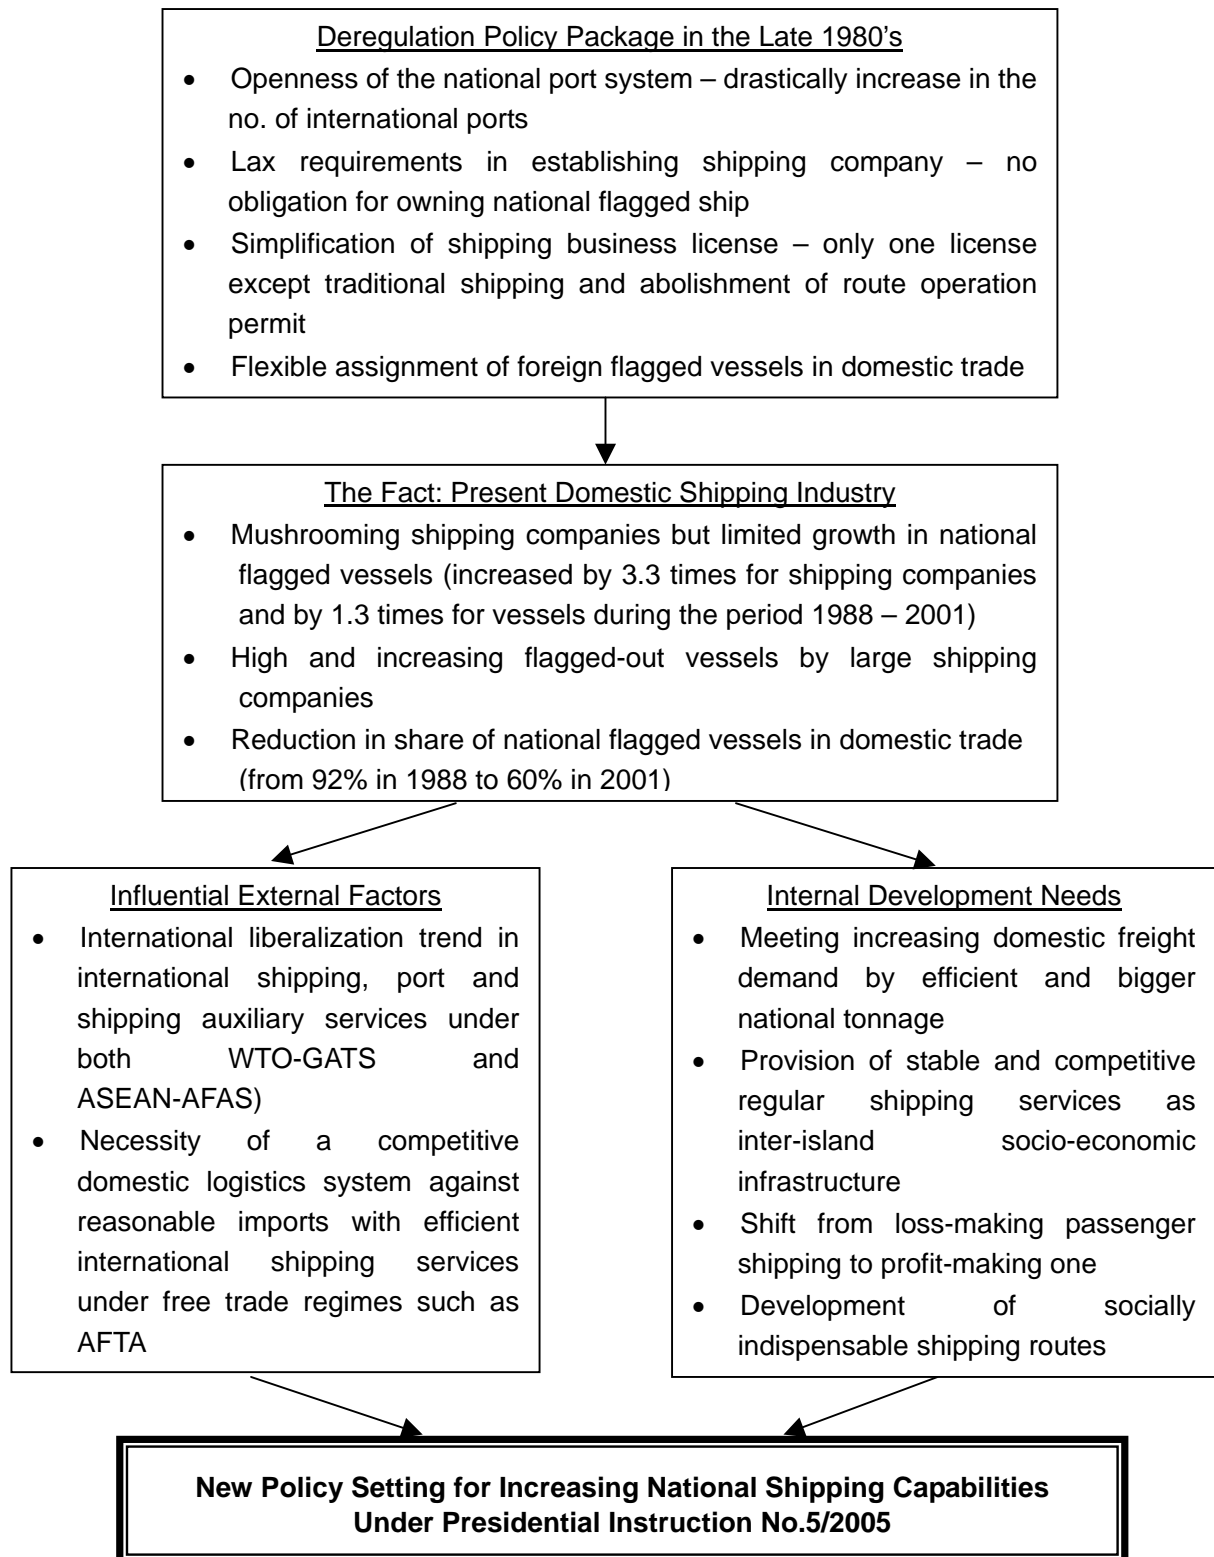 Deregulation Policy Package in the Late 1980's
• Openness of the national port system – drastically increase in the
no. of international ports
• Lax requirements in establishing shipping company – no
obligation for owning national flagged ship
• Simplification of shipping business license – only one license
except traditional shipping and abolishment of route operation
permit
• Flexible assignment of foreign flagged vessels in domestic trade
The Fact: Present Domestic Shipping Industry
• Mushrooming shipping companies but limited growth in national
flagged vessels (increased by 3.3 times for shipping companies
and by 1.3 times for vessels during the period 1988 – 2001)
• High and increasing flagged-out vessels by large shipping
companies
• Reduction in share of national flagged vessels in domestic trade
(from 92% in 1988 to 60% in 2001)
Influential External Factors
• International liberalization trend in
international shipping, port and
shipping auxiliary services under
both WTO-GATS and
ASEAN-AFAS)
• Necessity of a competitive
domestic logistics system against
reasonable imports with efficient
international shipping services
under free trade regimes such as
AFTA
Internal Development Needs
• Meeting increasing domestic freight
demand by efficient and bigger
national tonnage
• Provision of stable and competitive
regular shipping services as
inter-island socio-economic
infrastructure
• Shift from loss-making passenger
shipping to profit-making one
• Development of socially
indispensable shipping routes
New Policy Setting for Increasing National Shipping Capabilities
Under Presidential Instruction No.5/2005